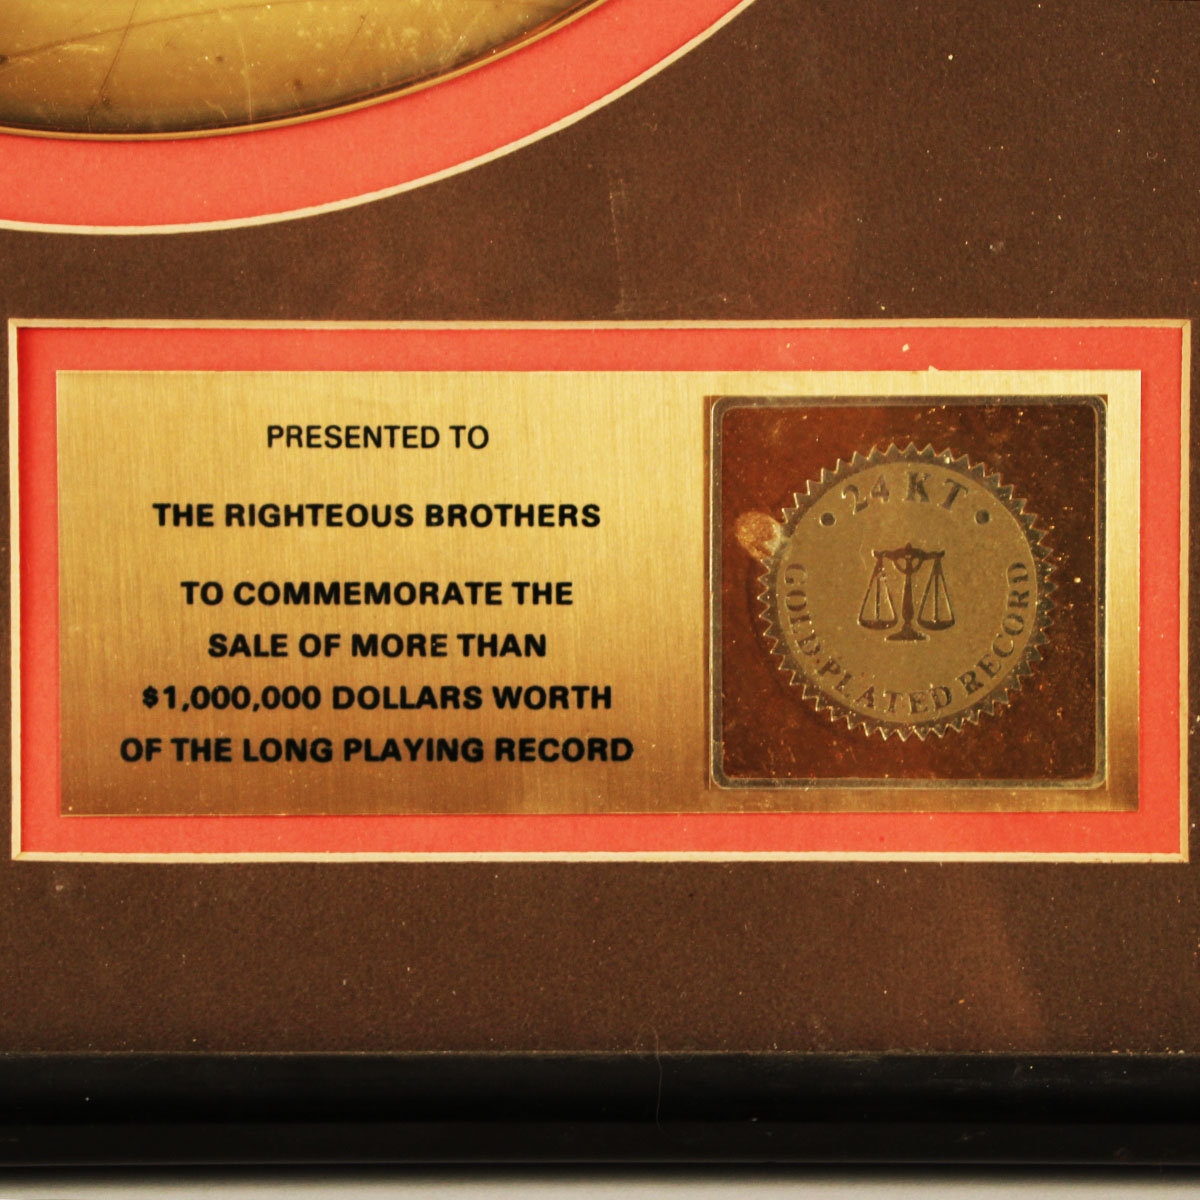 PRESENTED TO
THE RIGHTEOUS BROTHERS
TO COMMEMORATE THE
SALE OF MORE THAN
$1,000,000 DOLLARS WORTH
OF THE LONG PLAYING RECORD
• 24 KT •
GOLD-PLATED RECORD